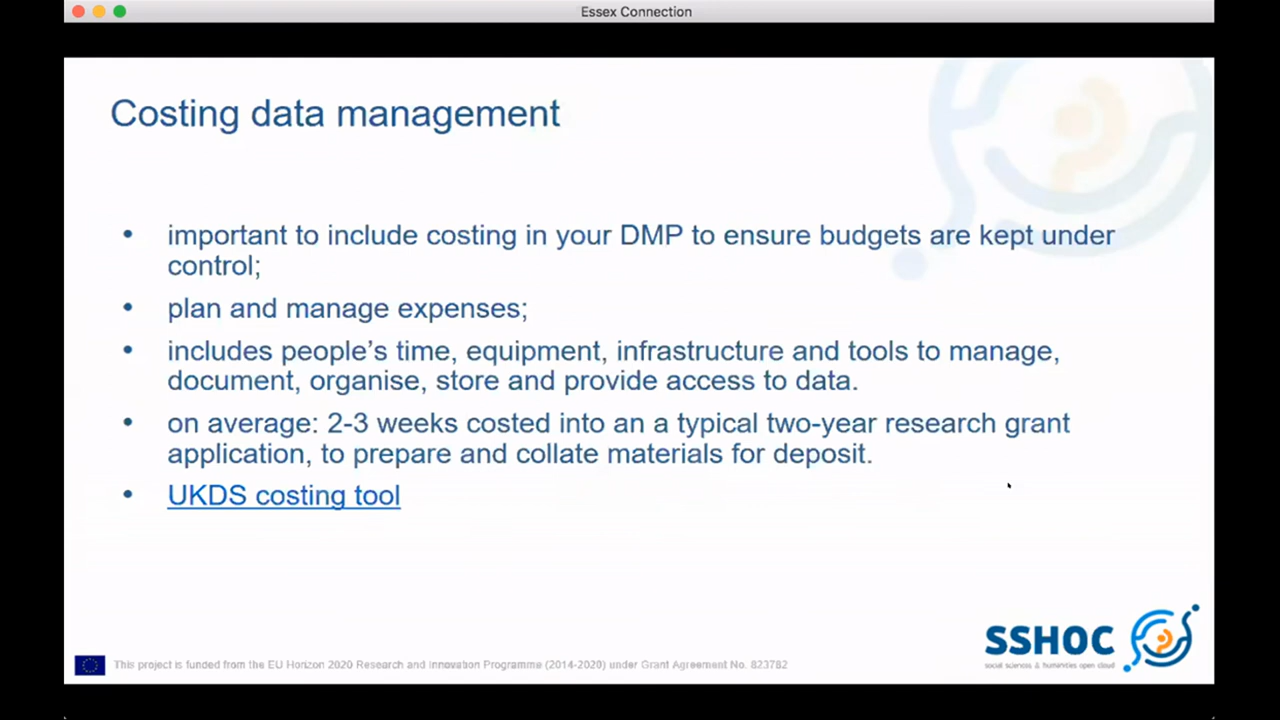 Essex Connection
Costing data management
• important to include costing in your DMP to ensure budgets are kept under
control;
• plan and manage expenses;
• includes people's time, equipment, infrastructure and tools to manage,
document, organise, store and provide access to data.
• on average: 2-3 weeks costed into an a typical two-year research grant
application, to prepare and collate materials for deposit.
• UKDS costing tool
SSHOC
social sciences & humanities open cloud
This project is funded from the EU Horizon 2020 Research and Innovation Programme (2014-2020) under Grant Agreement No. 823782